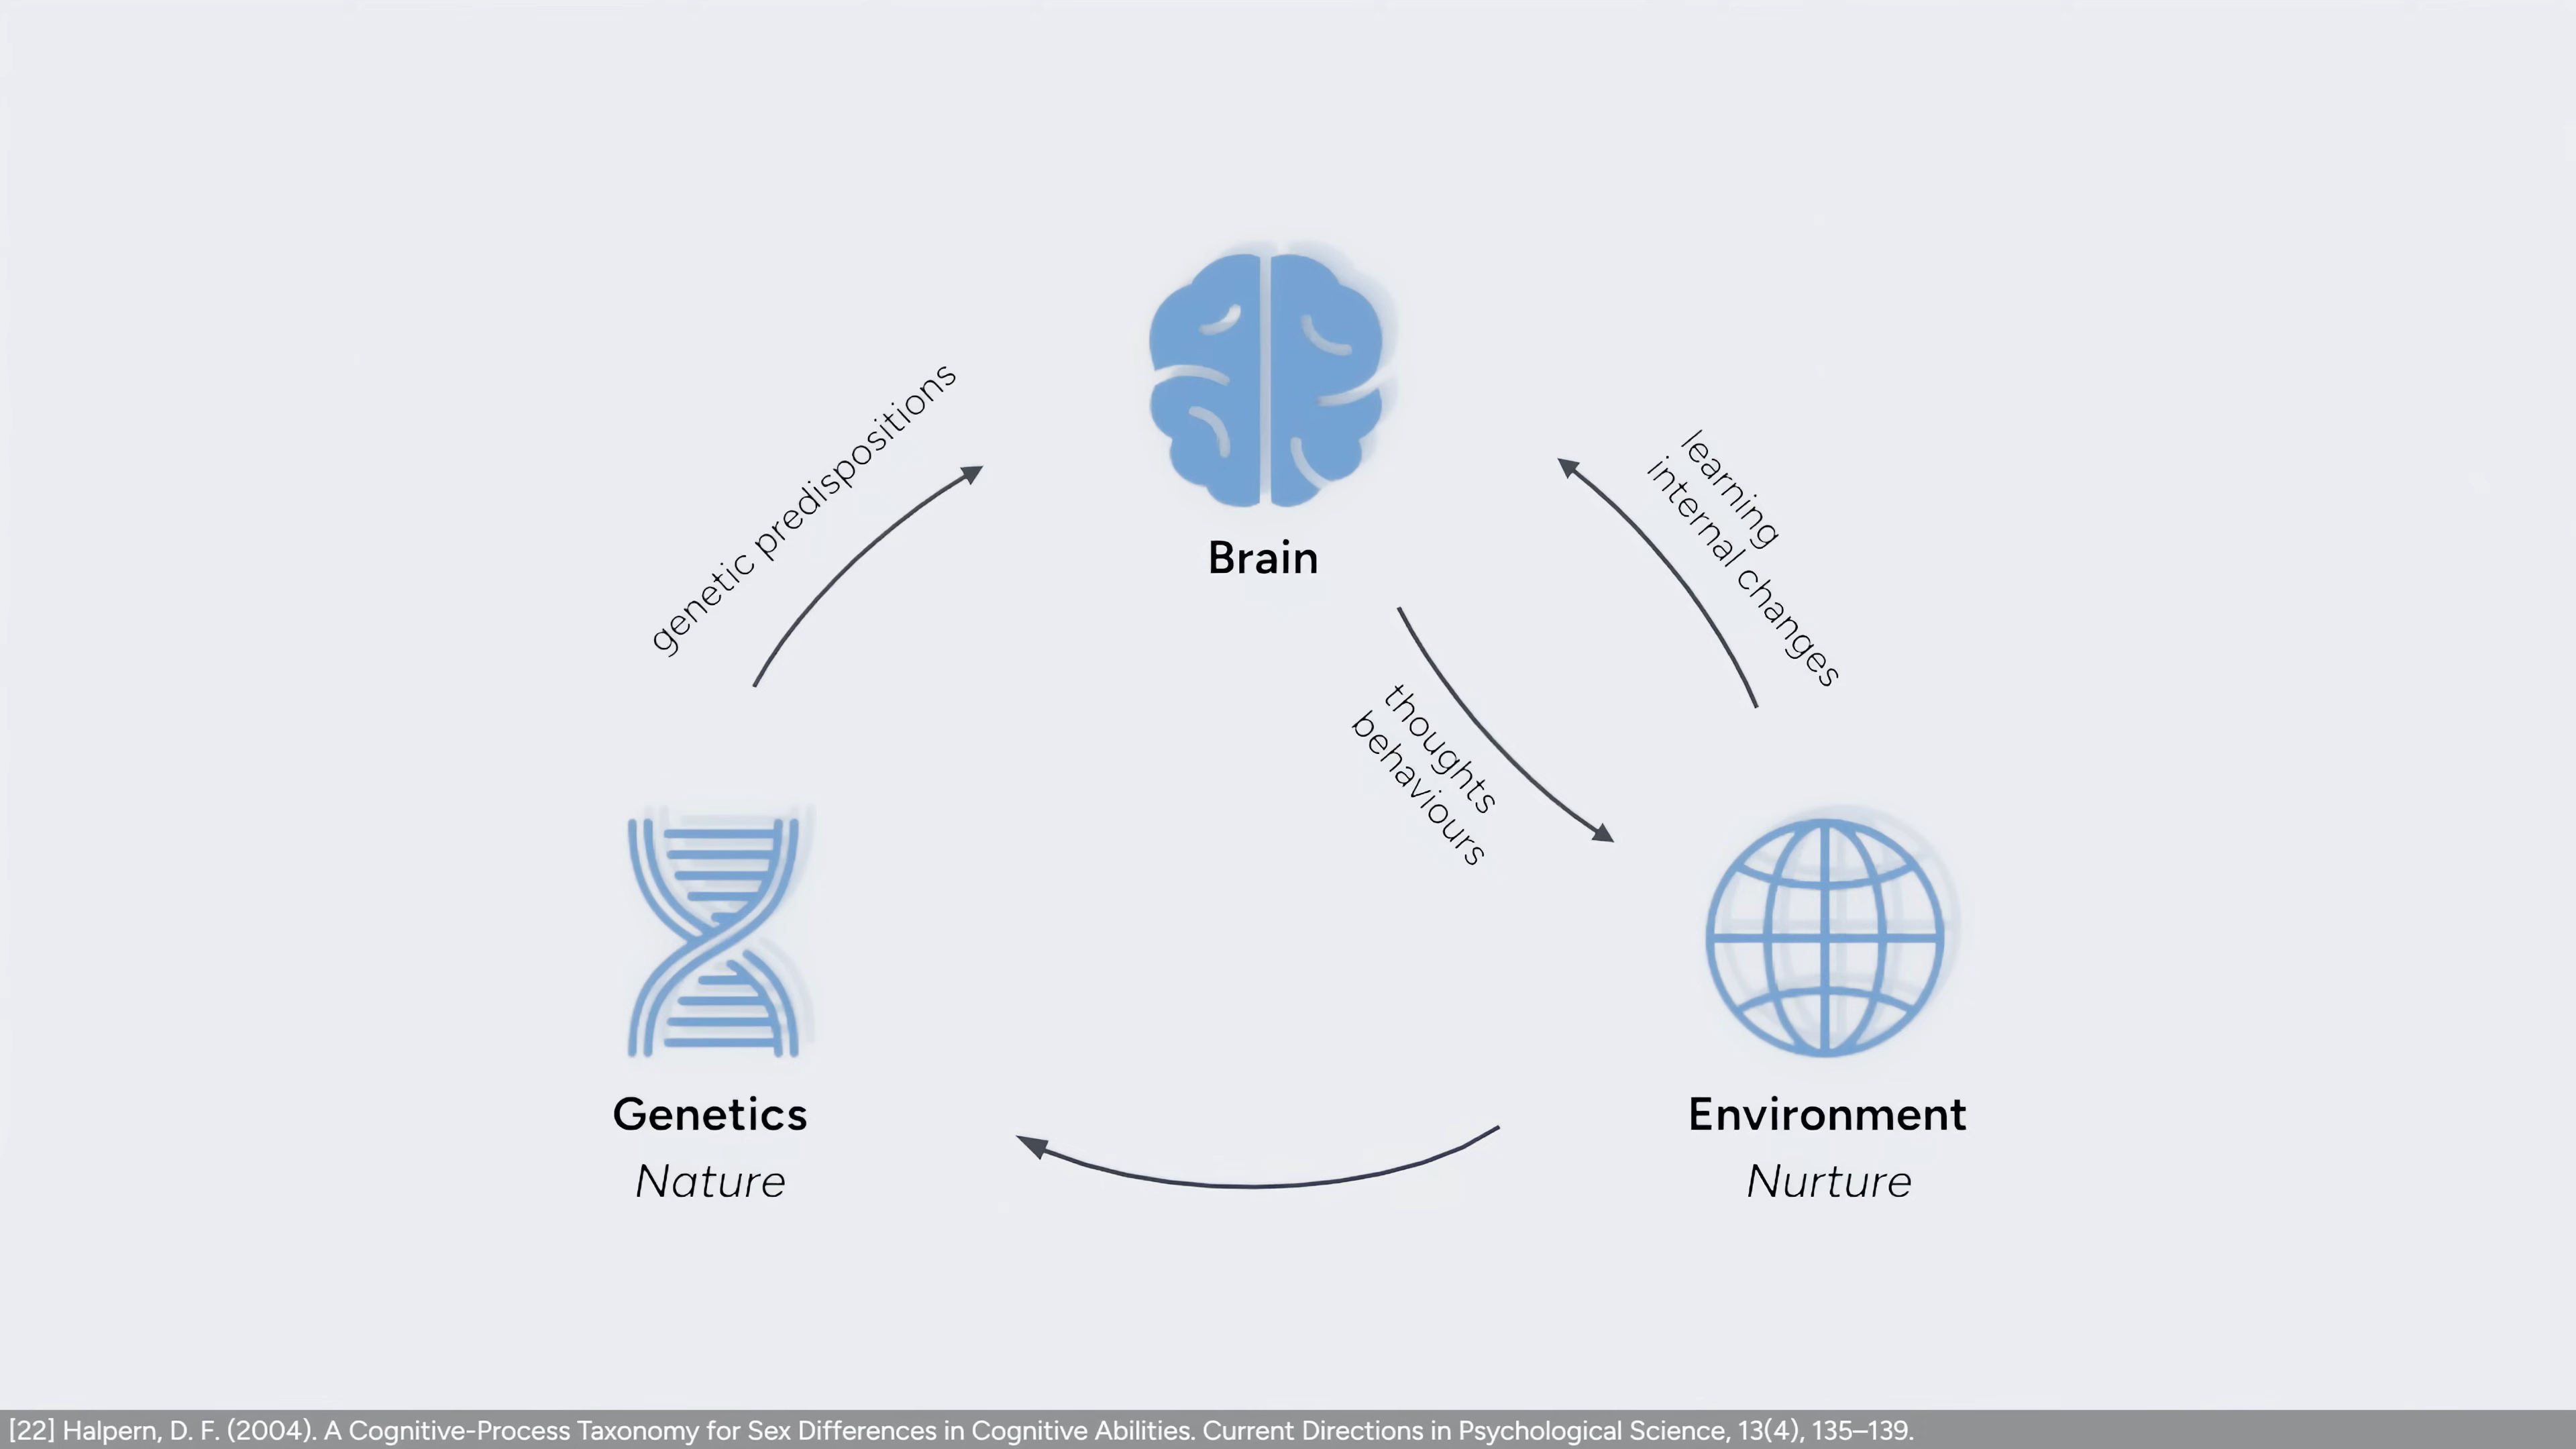 genetic predispositions
Brain
learning
internal changes
thoughts
behaviours
Genetics
Nature
Environment
Nurture
[22] Halpern, D. F. (2004). A Cognitive-Process Taxonomy for Sex Differences in Cognitive Abilities. Current Directions in Psychological Science, 13(4), 135–139.